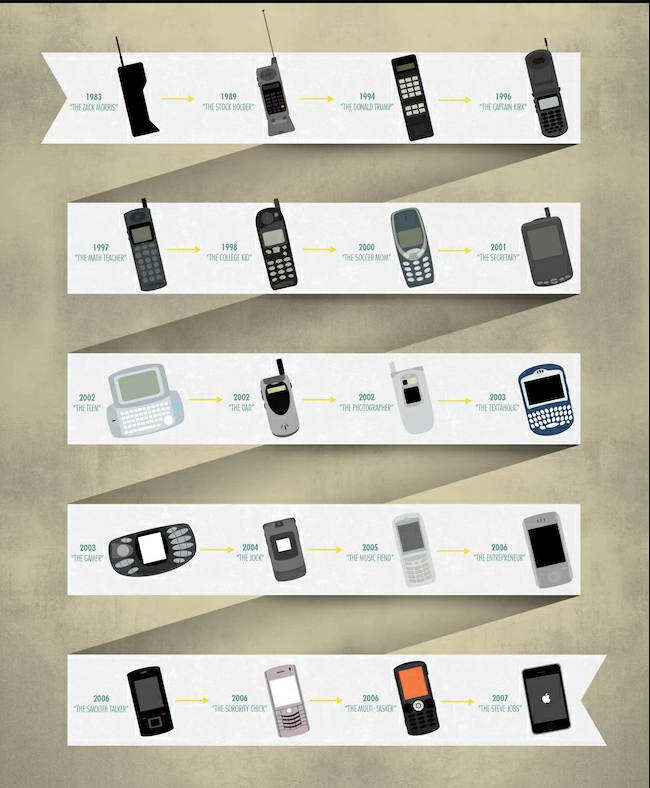 1983
"THE ZACK MORRIS"
1989
"THE STOCK HOLDER"
1994
"THE DONALD TRUMP"
1996
"THE CAPTAIN KIRK"
1997
"THE MATH TEACHER"
1998
"THE COLLEGE KID"
2000
"THE SOCCER MOM"
2001
"THE SECRETARY"
2002
"THE TEEN"
2002
"THE DAD"
2002
"THE PHOTOGRAPHER"
2003
"THE TEXTAHOLIC"
2003
"THE GAMER"
2004
"THE JOCK"
2005
"THE MUSIC FIEND"
2006
"THE ENTREPRENEUR"
2006
"THE SMOOTH TALKER"
2006
"THE SORORITY CHICK"
2006
"THE MULTI-TASKER"
2007
"THE STEVE JOBS"